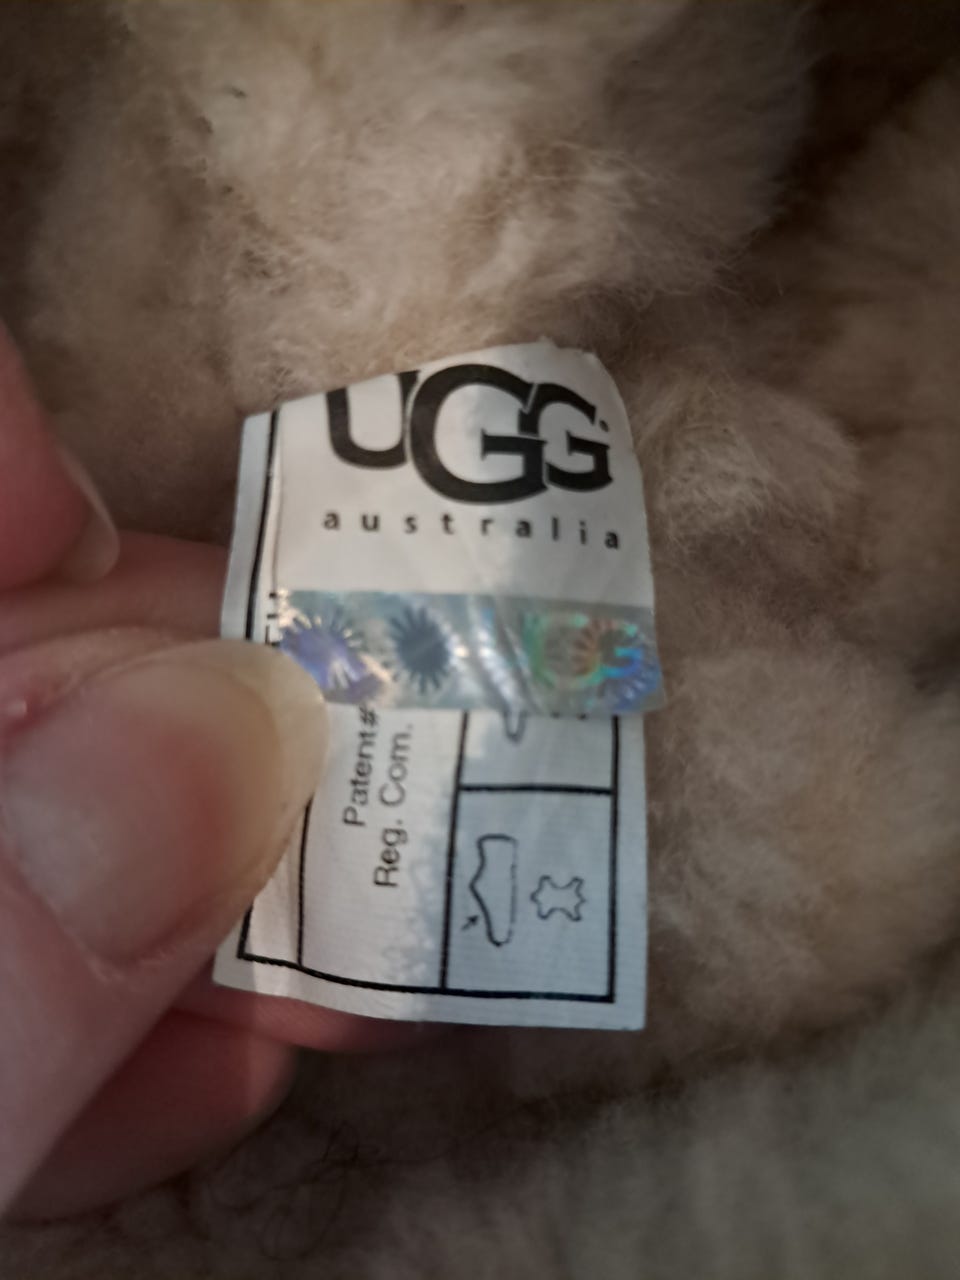 UGG
australia
Patent#
Reg. Com.